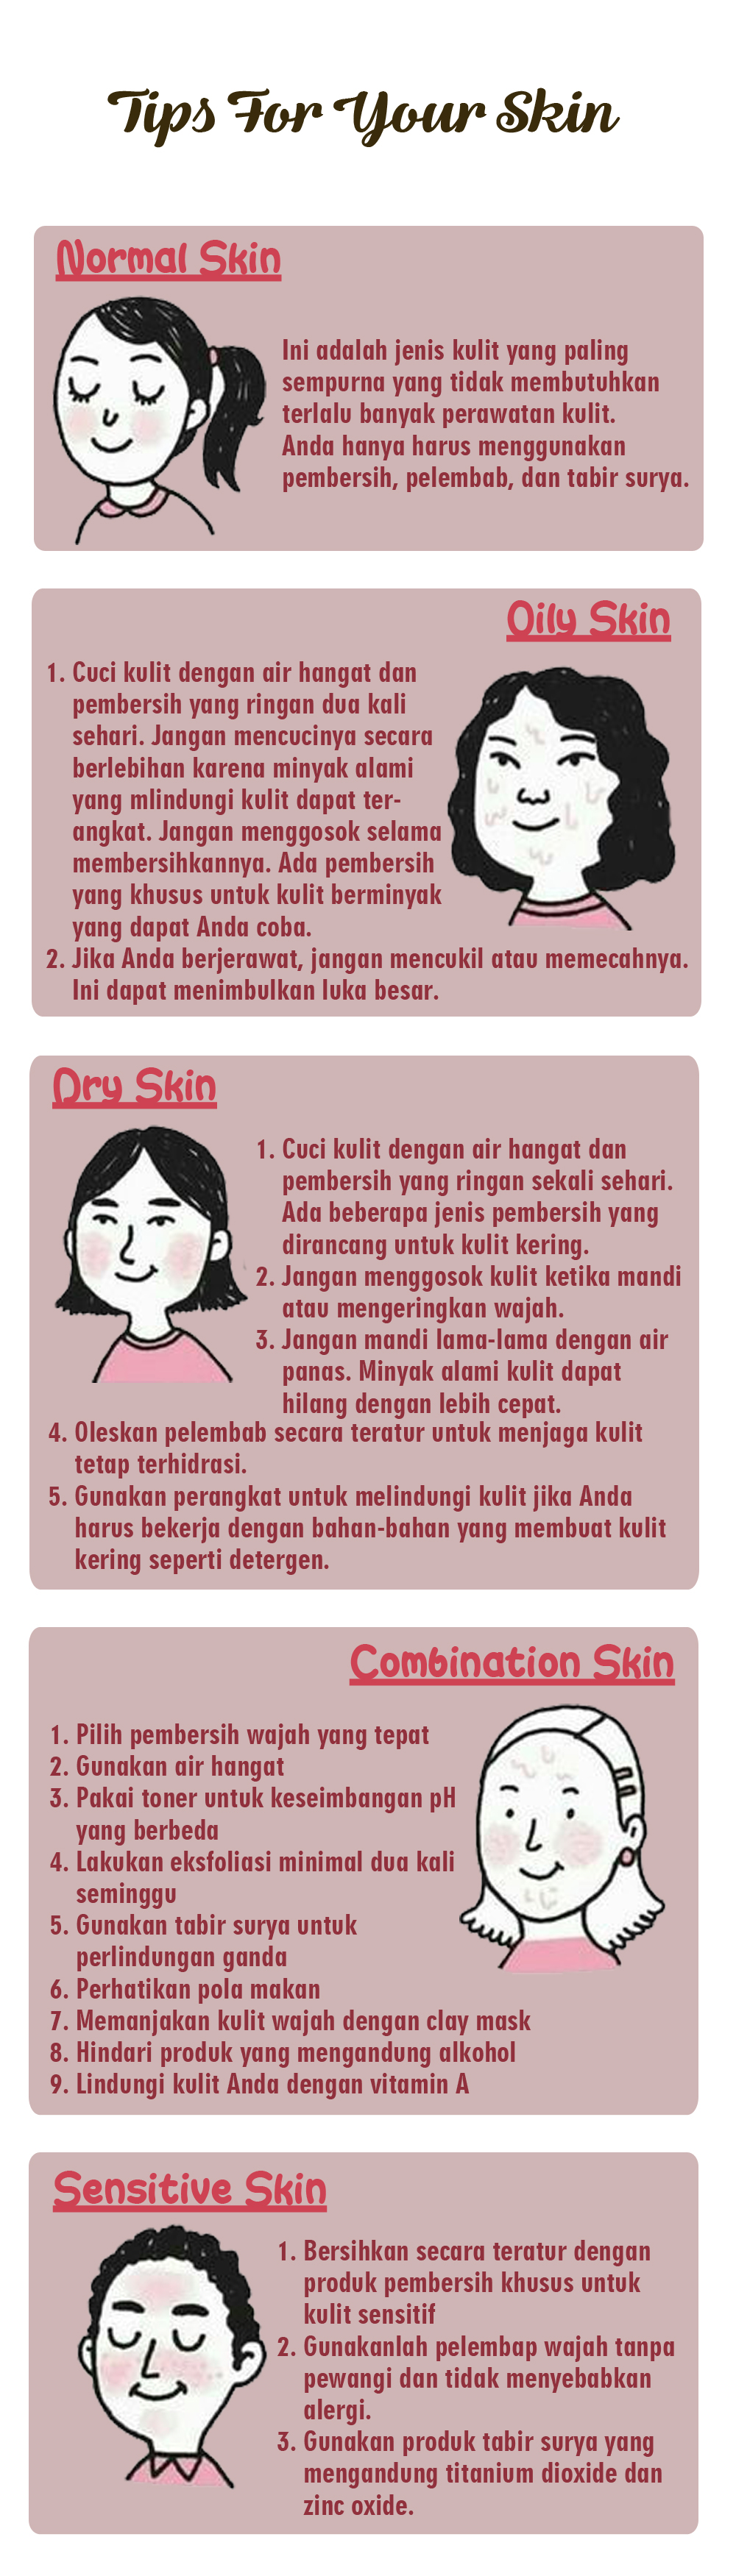 Tips For Your Skin
Normal Skin
Ini adalah jenis kulit yang paling
sempurna yang tidak membutuhkan
terlalu banyak perawatan kulit.
Anda hanya harus menggunakan
pembersih, pelembab, dan tabir surya.
Oily Skin
1. Cuci kulit dengan air hangat dan
pembersih yang ringan dua kali
sehari. Jangan mencucinya secara
berlebihan karena minyak alami
yang mlindungi kulit dapat ter-
angkat. Jangan menggosok selama
membersihkannya. Ada pembersih
yang khusus untuk kulit berminyak
yang dapat Anda coba.
2. Jika Anda berjerawat, jangan mencukil atau memecahnya.
Ini dapat menimbulkan luka besar.
Dry Skin
1. Cuci kulit dengan air hangat dan
pembersih yang ringan sekali sehari.
Ada beberapa jenis pembersih yang
dirancang untuk kulit kering.
2. Jangan menggosok kulit ketika mandi
atau mengeringkan wajah.
3. Jangan mandi lama-lama dengan air
panas. Minyak alami kulit dapat
hilang dengan lebih cepat.
4. Oleskan pelembab secara teratur untuk menjaga kulit
tetap terhidrasi.
5. Gunakan perangkat untuk melindungi kulit jika Anda
harus bekerja dengan bahan-bahan yang membuat kulit
kering seperti detergen.
Combination Skin
1. Pilih pembersih wajah yang tepat
2. Gunakan air hangat
3. Pakai toner untuk keseimbangan pH
yang berbeda
4. Lakukan eksfoliasi minimal dua kali
seminggu
5. Gunakan tabir surya untuk
perlindungan ganda
6. Perhatikan pola makan
7. Memanjakan kulit wajah dengan clay mask
8. Hindari produk yang mengandung alkohol
9. Lindungi kulit Anda dengan vitamin A
Sensitive Skin
1. Bersihkan secara teratur dengan
produk pembersih khusus untuk
kulit sensitif
2. Gunakanlah pelembap wajah tanpa
pewangi dan tidak menyebabkan
alergi.
3. Gunakan produk tabir surya yang
mengandung titanium dioxide dan
zinc oxide.